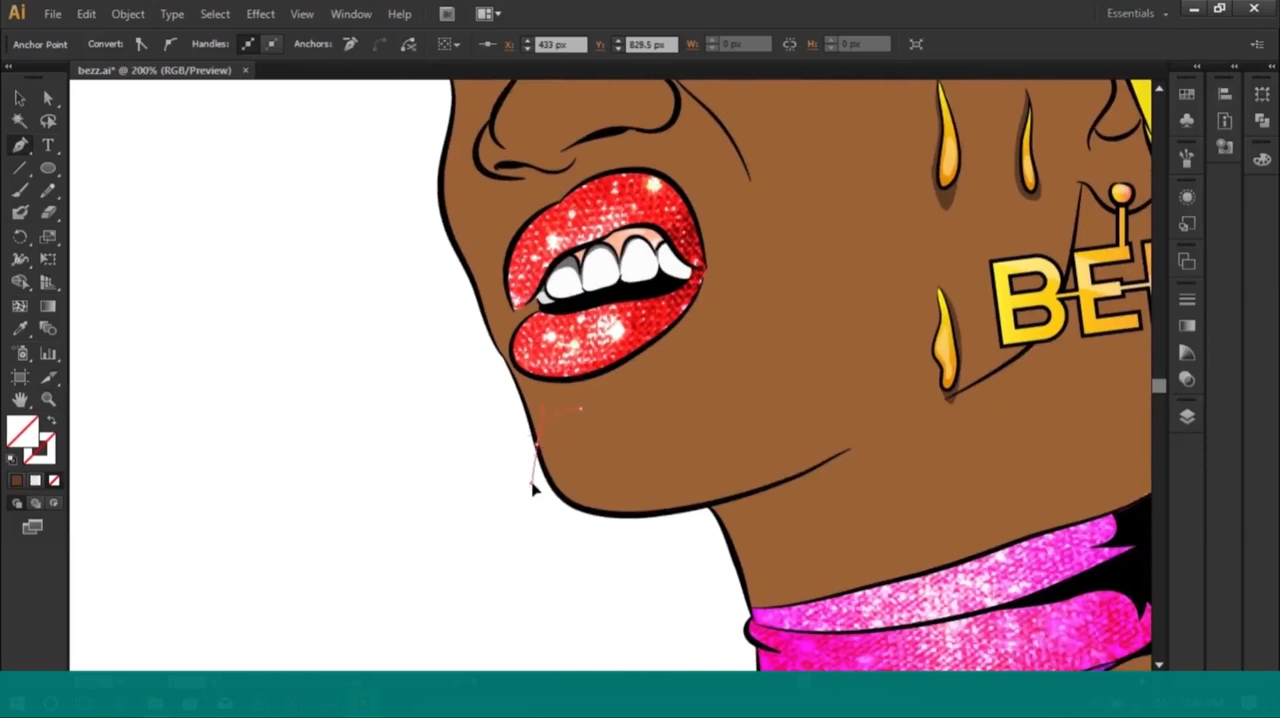 Ai File Edit Object Type Select Effect View Window Help Br Essentials
Anchor Point Convert: Handles: Anchors: X: 433 px Y: 829.5 px W: 0 px H: 0 px
bezz.ai* @ 200% (RGB/Preview) ×
T
BE